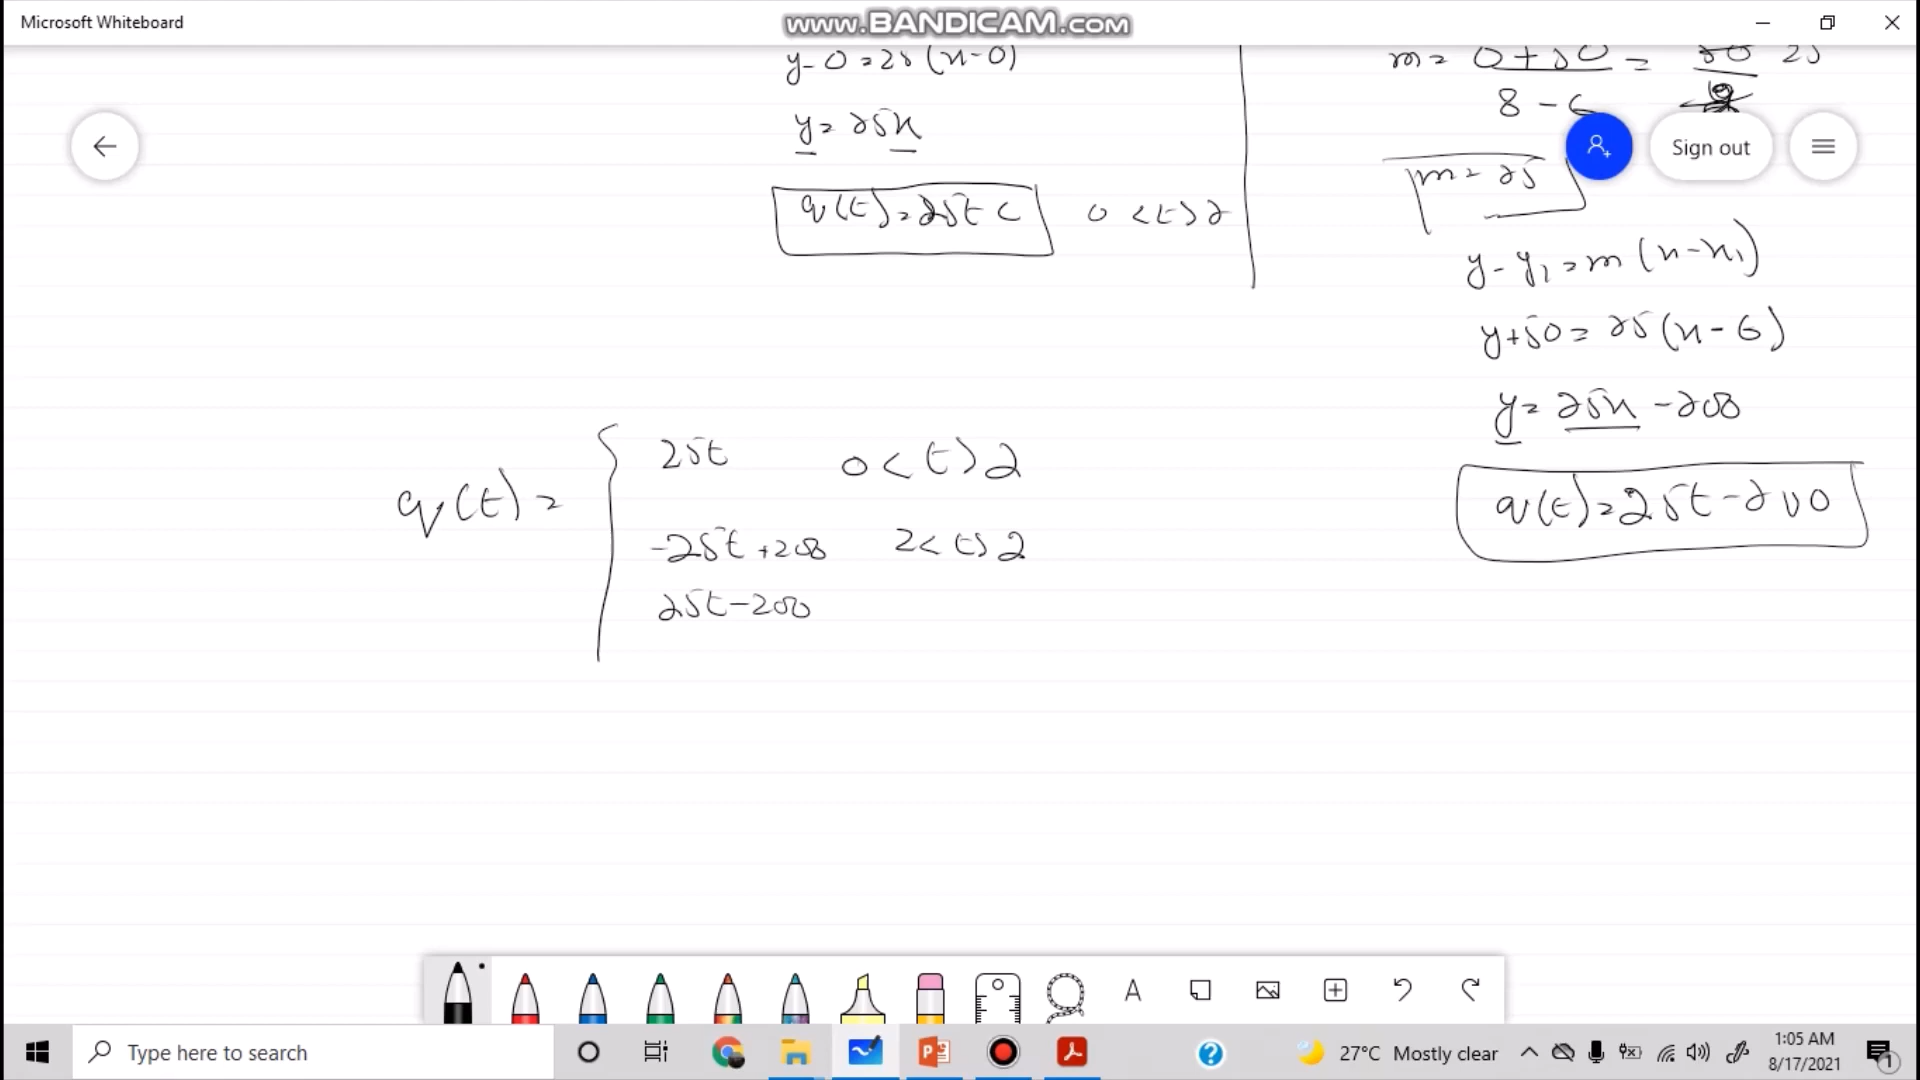 Microsoft Whiteboard
www.BANDICAM.com
y-0=25(x-0)
y=25x
q(t)=25t 0<t>2
m= 0+50 = 50 25
8-6
m=25
Sign out
y-y1=m(x-x1)
y+50=25(x-6)
y=25x-200
q(t)=25t-200
q(t)=
25t 0<t>2
-25t+200 2<t>2
25t-200
Type here to search
27°C Mostly clear
1:05 AM
8/17/2021
1